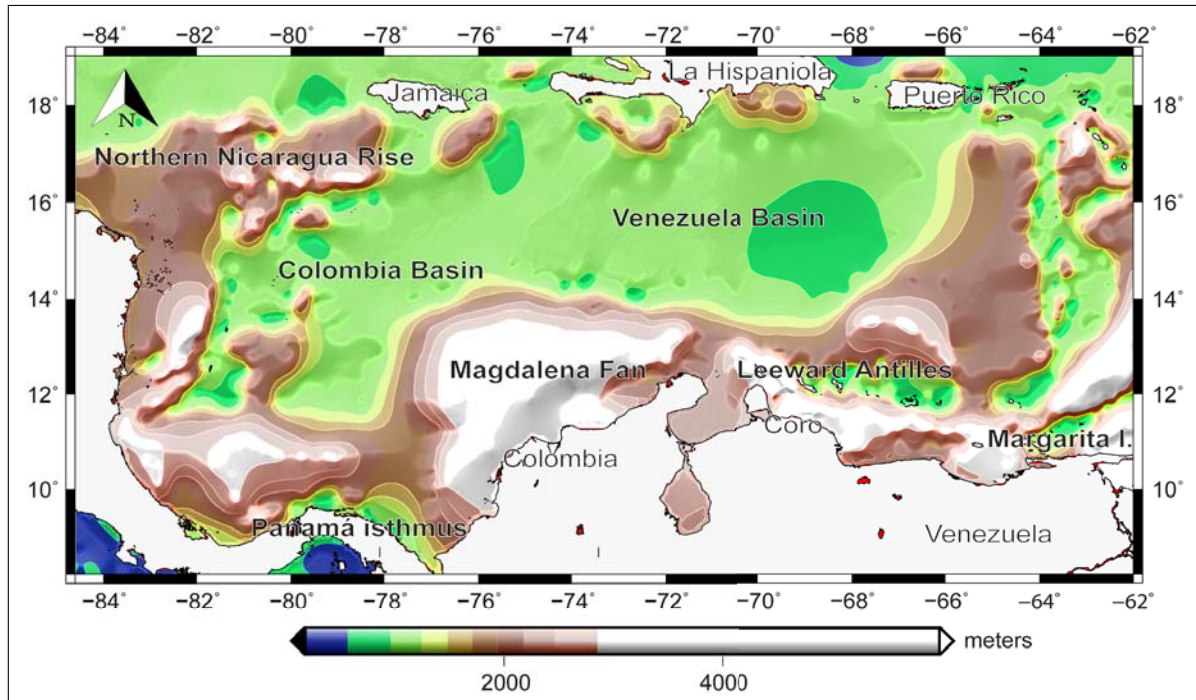 −84 −82 −80 −78 −76 −74 −72 −70 −68 −66 −64 −62
La Hispaniola
Jamaica
Puerto Rico
18˚ 18˚
N
Northern Nicaragua Rise
16˚ 16˚
Venezuela Basin
Colombia Basin
14˚ 14˚
Magdalena Fan
Leeward Antilles
12˚ 12˚
Coro
Margarita I.
Colombia
10˚ 10˚
Panamá isthmus
Venezuela
−84 −82 −80 −78 −76 −74 −72 −70 −68 −66 −64 −62
meters
2000 4000